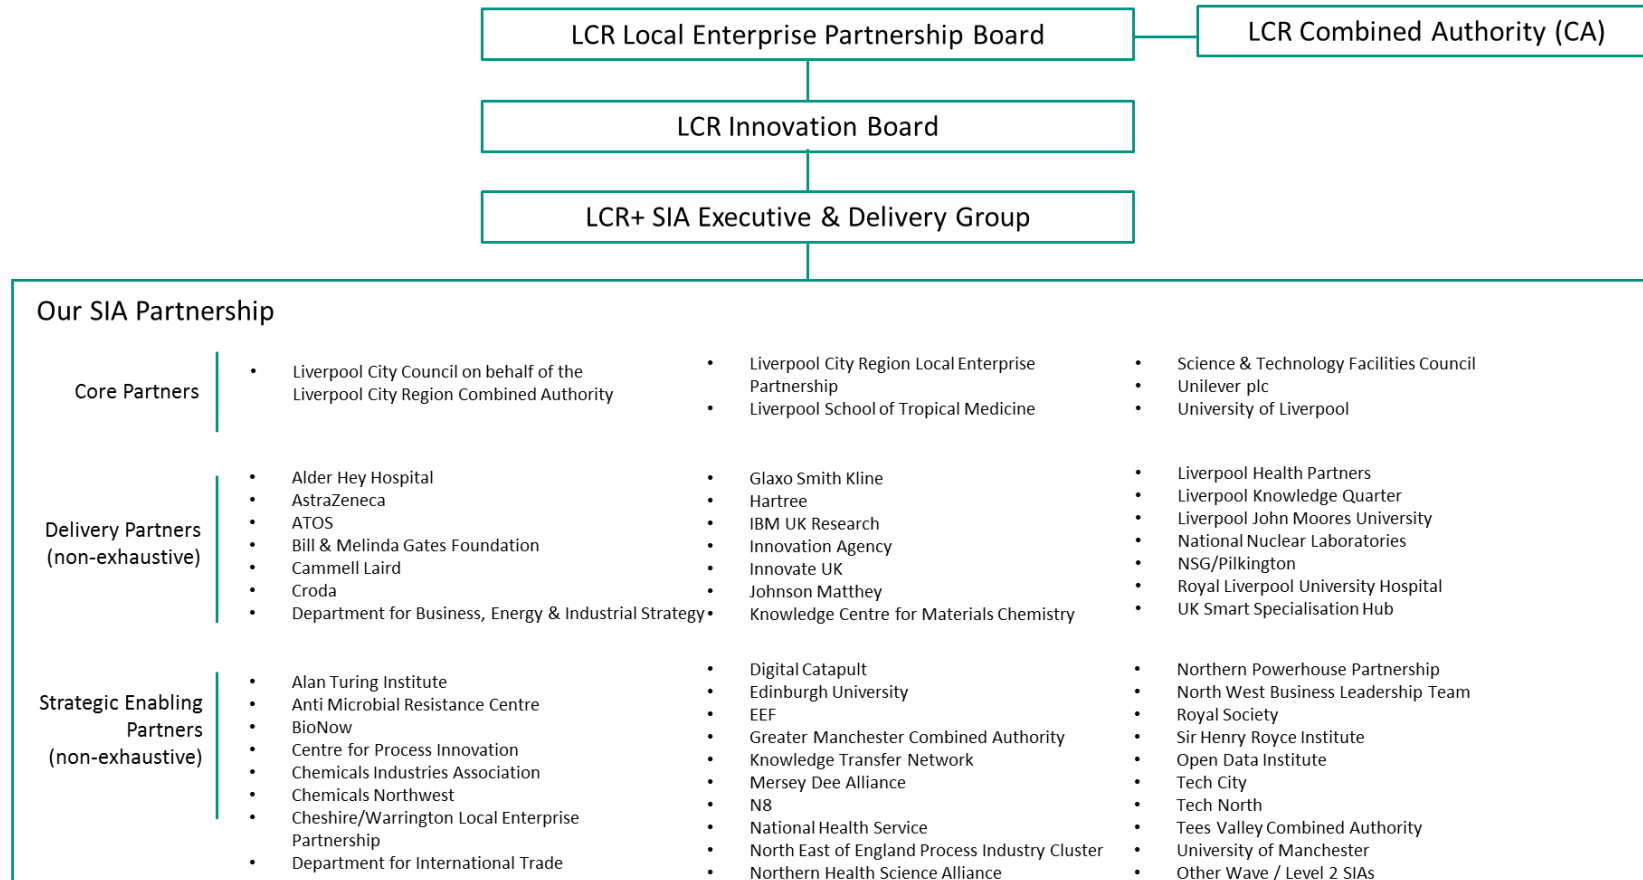 LCR Local Enterprise Partnership Board
LCR Combined Authority (CA)
LCR Innovation Board
LCR+ SIA Executive & Delivery Group
Our SIA Partnership
Core Partners
• Liverpool City Council on behalf of the
Liverpool City Region Combined Authority
• Liverpool City Region Local Enterprise
Partnership
• Liverpool School of Tropical Medicine
• Science & Technology Facilities Council
• Unilever plc
• University of Liverpool
Delivery Partners
(non-exhaustive)
• Alder Hey Hospital
• AstraZeneca
• ATOS
• Bill & Melinda Gates Foundation
• Cammell Laird
• Croda
• Department for Business, Energy & Industrial Strategy
• Glaxo Smith Kline
• Hartree
• IBM UK Research
• Innovation Agency
• Innovate UK
• Johnson Matthey
• Knowledge Centre for Materials Chemistry
• Liverpool Health Partners
• Liverpool Knowledge Quarter
• Liverpool John Moores University
• National Nuclear Laboratories
• NSG/Pilkington
• Royal Liverpool University Hospital
• UK Smart Specialisation Hub
Strategic Enabling
Partners
(non-exhaustive)
• Alan Turing Institute
• Anti Microbial Resistance Centre
• BioNow
• Centre for Process Innovation
• Chemicals Industries Association
• Chemicals Northwest
• Cheshire/Warrington Local Enterprise
Partnership
• Department for International Trade
• Digital Catapult
• Edinburgh University
• EEF
• Greater Manchester Combined Authority
• Knowledge Transfer Network
• Mersey Dee Alliance
• N8
• National Health Service
• North East of England Process Industry Cluster
• Northern Health Science Alliance
• Northern Powerhouse Partnership
• North West Business Leadership Team
• Royal Society
• Sir Henry Royce Institute
• Open Data Institute
• Tech City
• Tech North
• Tees Valley Combined Authority
• University of Manchester
• Other Wave / Level 2 SIAs